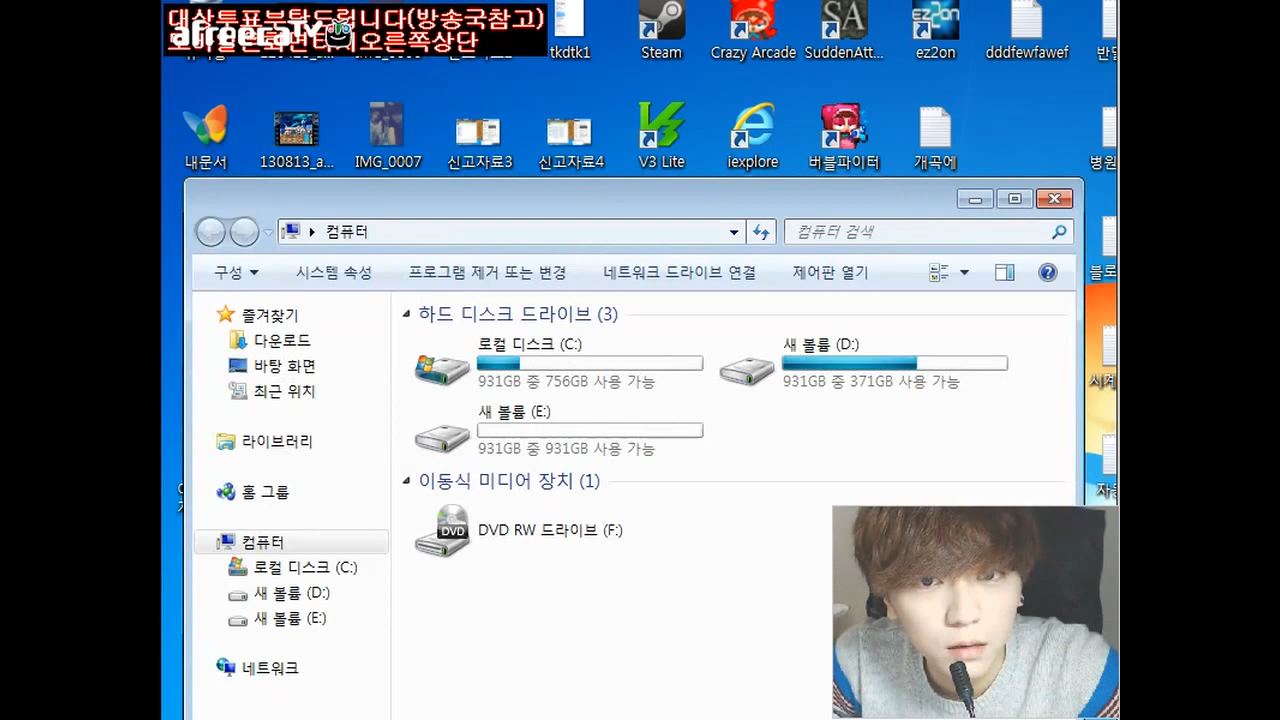 대상투표부탁드립니다(방송국참고)
afreecaTV
tkdtk1
Steam
Crazy Arcade
SuddenAtt...
ez2on
dddfewfawef
내문서
130813_a...
IMG_0007
신고자료3
신고자료4
V3 Lite
iexplore
버블파이터
개곡에
컴퓨터
컴퓨터 검색
구성
시스템 속성
프로그램 제거 또는 변경
네트워크 드라이브 연결
제어판 열기
즐겨찾기
다운로드
바탕 화면
최근 위치
라이브러리
홈 그룹
컴퓨터
로컬 디스크 (C:)
새 볼륨 (D:)
새 볼륨 (E:)
네트워크
하드 디스크 드라이브 (3)
로컬 디스크 (C:)
931GB 중 756GB 사용 가능
새 볼륨 (D:)
931GB 중 371GB 사용 가능
새 볼륨 (E:)
931GB 중 931GB 사용 가능
이동식 미디어 장치 (1)
DVD
DVD RW 드라이브 (F:)